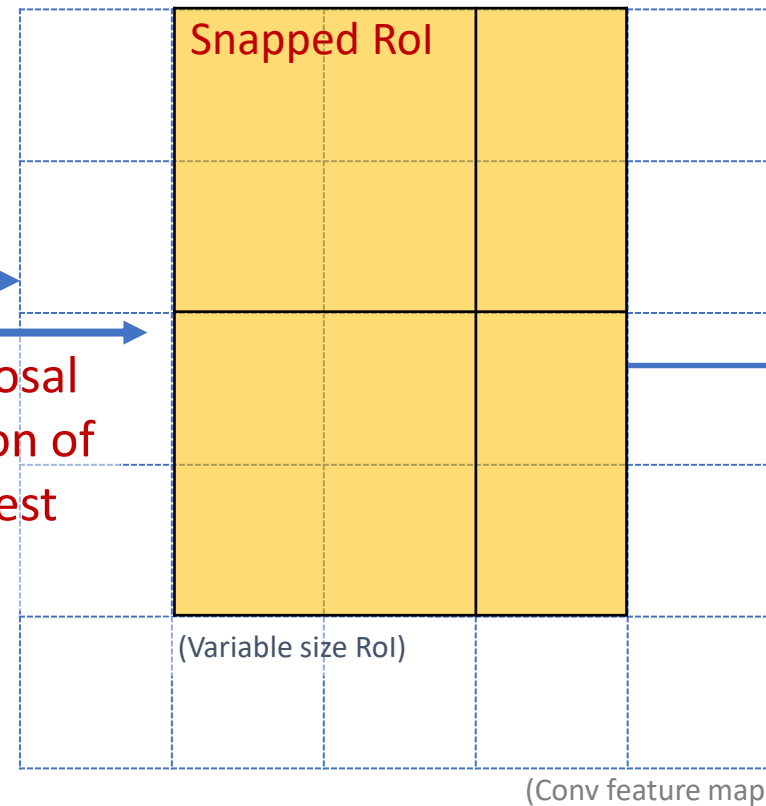 Snapped RoI
osal
on of
est
(Variable size RoI)
(Conv feature map